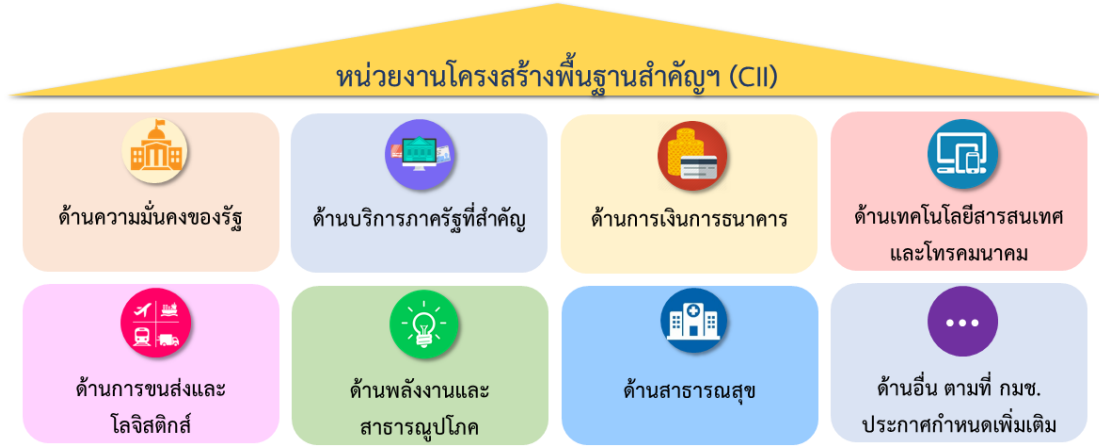 หน่วยงานโครงสร้างพื้นฐานสำคัญฯ (CII)
ด้านความมั่นคงของรัฐ
ด้านบริการภาครัฐที่สำคัญ
ด้านการเงินการธนาคาร
ด้านเทคโนโลยีสารสนเทศ
และโทรคมนาคม
ด้านการขนส่งและ
โลจิสติกส์
ด้านพลังงานและ
สาธารณูปโภค
ด้านสาธารณสุข
ด้านอื่น ตามที่ กมช.
ประกาศกำหนดเพิ่มเติม